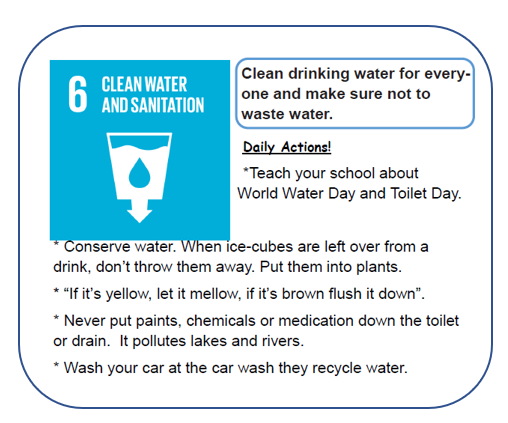 6 CLEAN WATER
AND SANITATION
Clean drinking water for every-
one and make sure not to
waste water.
Daily Actions!
*Teach your school about
World Water Day and Toilet Day.
* Conserve water. When ice-cubes are left over from a
drink, don't throw them away. Put them into plants.
* “If it's yellow, let it mellow, if it's brown flush it down”.
* Never put paints, chemicals or medication down the toilet
or drain.  It pollutes lakes and rivers.
* Wash your car at the car wash they recycle water.